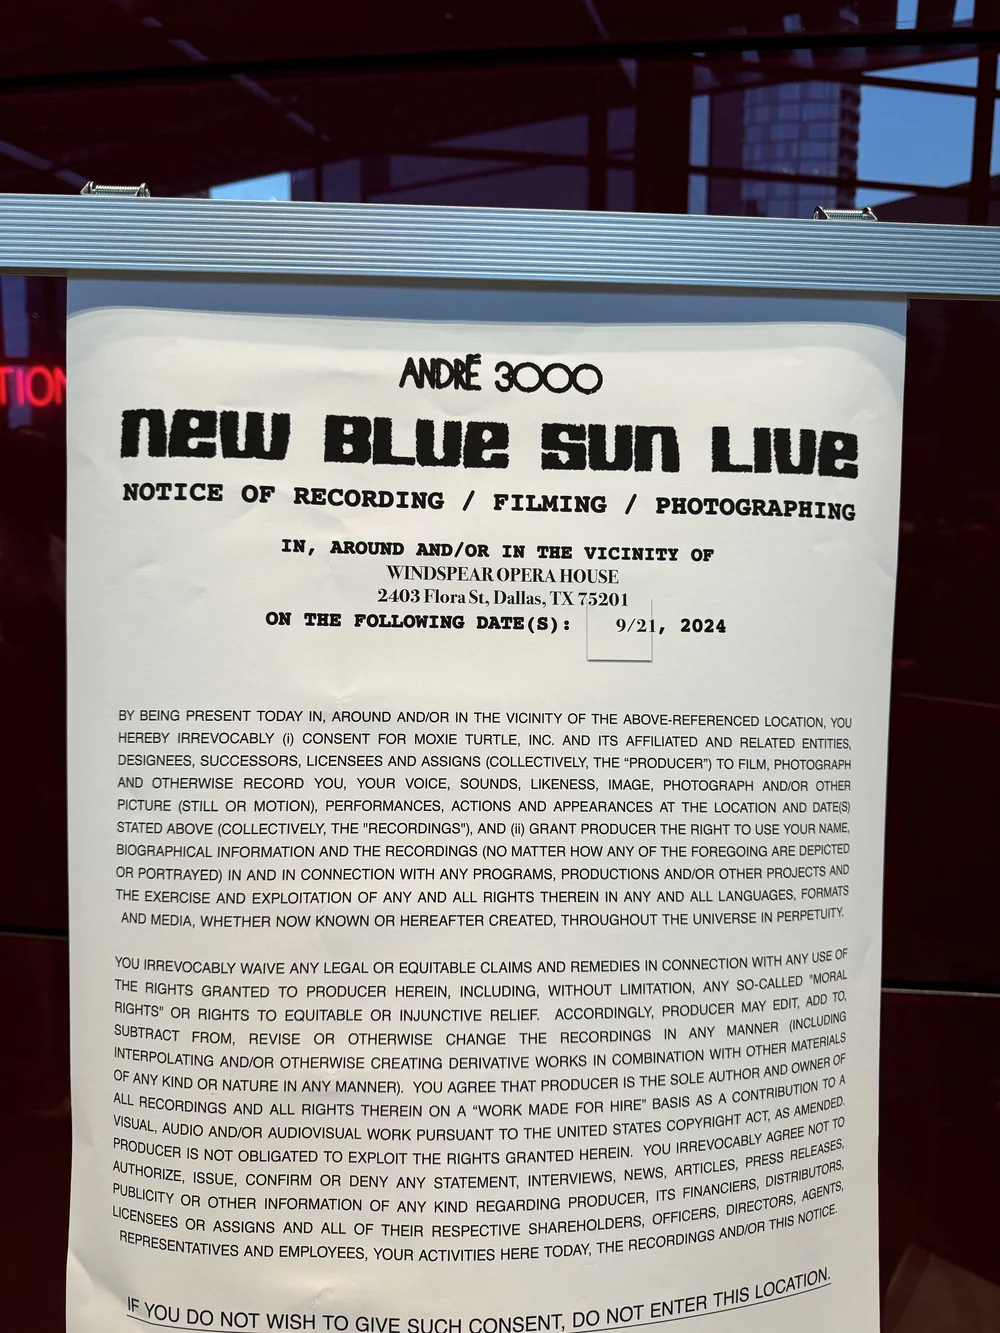 TION
ANDRÉ 3000
new BLUe sun LIVe
NOTICE OF RECORDING / FILMING / PHOTOGRAPHING
IN, AROUND AND/OR IN THE VICINITY OF
WINDSPEAR OPERA HOUSE
2403 Flora St, Dallas, TX 75201
ON THE FOLLOWING DATE(S): 9/21, 2024
BY BEING PRESENT TODAY IN, AROUND AND/OR IN THE VICINITY OF THE ABOVE-REFERENCED LOCATION, YOU
HEREBY IRREVOCABLY (i) CONSENT FOR MOXIE TURTLE, INC. AND ITS AFFILIATED AND RELATED ENTITIES,
DESIGNEES, SUCCESSORS, LICENSEES AND ASSIGNS (COLLECTIVELY, THE “PRODUCER”) TO FILM, PHOTOGRAPH
AND OTHERWISE RECORD YOU, YOUR VOICE, SOUNDS, LIKENESS, IMAGE, PHOTOGRAPH AND/OR OTHER
PICTURE (STILL OR MOTION), PERFORMANCES, ACTIONS AND APPEARANCES AT THE LOCATION AND DATE(S)
STATED ABOVE (COLLECTIVELY, THE "RECORDINGS"), AND (ii) GRANT PRODUCER THE RIGHT TO USE YOUR NAME,
BIOGRAPHICAL INFORMATION AND THE RECORDINGS (NO MATTER HOW ANY OF THE FOREGOING ARE DEPICTED
OR PORTRAYED) IN AND IN CONNECTION WITH ANY PROGRAMS, PRODUCTIONS AND/OR OTHER PROJECTS AND
THE EXERCISE AND EXPLOITATION OF ANY AND ALL RIGHTS THEREIN IN ANY AND ALL LANGUAGES, FORMATS
AND MEDIA, WHETHER NOW KNOWN OR HEREAFTER CREATED, THROUGHOUT THE UNIVERSE IN PERPETUITY.
YOU IRREVOCABLY WAIVE ANY LEGAL OR EQUITABLE CLAIMS AND REMEDIES IN CONNECTION WITH ANY USE OF
THE RIGHTS GRANTED TO PRODUCER HEREIN, INCLUDING, WITHOUT LIMITATION, ANY SO-CALLED "MORAL
RIGHTS" OR RIGHTS TO EQUITABLE OR INJUNCTIVE RELIEF. ACCORDINGLY, PRODUCER MAY EDIT, ADD TO,
SUBTRACT FROM, REVISE OR OTHERWISE CHANGE THE RECORDINGS IN ANY MANNER (INCLUDING
INTERPOLATING AND/OR OTHERWISE CREATING DERIVATIVE WORKS IN COMBINATION WITH OTHER MATERIALS
OF ANY KIND OR NATURE IN ANY MANNER). YOU AGREE THAT PRODUCER IS THE SOLE AUTHOR AND OWNER OF
ALL RECORDINGS AND ALL RIGHTS THEREIN ON A “WORK MADE FOR HIRE” BASIS AS A CONTRIBUTION TO A
VISUAL, AUDIO AND/OR AUDIOVISUAL WORK PURSUANT TO THE UNITED STATES COPYRIGHT ACT, AS AMENDED.
PRODUCER IS NOT OBLIGATED TO EXPLOIT THE RIGHTS GRANTED HEREIN. YOU IRREVOCABLY AGREE NOT TO
AUTHORIZE, ISSUE, CONFIRM OR DENY ANY STATEMENT, INTERVIEWS, NEWS, ARTICLES, PRESS RELEASES,
PUBLICITY OR OTHER INFORMATION OF ANY KIND REGARDING PRODUCER, ITS FINANCIERS, DISTRIBUTORS,
LICENSEES OR ASSIGNS AND ALL OF THEIR RESPECTIVE SHAREHOLDERS, OFFICERS, DIRECTORS, AGENTS,
REPRESENTATIVES AND EMPLOYEES, YOUR ACTIVITIES HERE TODAY, THE RECORDINGS AND/OR THIS NOTICE.
IF YOU DO NOT WISH TO GIVE SUCH CONSENT, DO NOT ENTER THIS LOCATION.